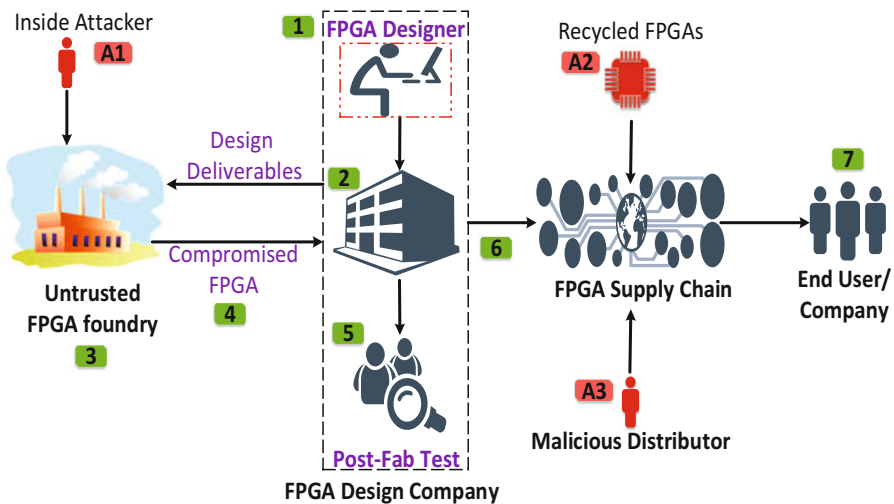 Inside Attacker
A1
1
FPGA Designer
Recycled FPGAs
A2
Design
Deliverables
2
7
Compromised
FPGA
4
6
Untrusted
FPGA foundry
3
5
FPGA Supply Chain
End User/
Company
A3
Malicious Distributor
Post-Fab Test
FPGA Design Company